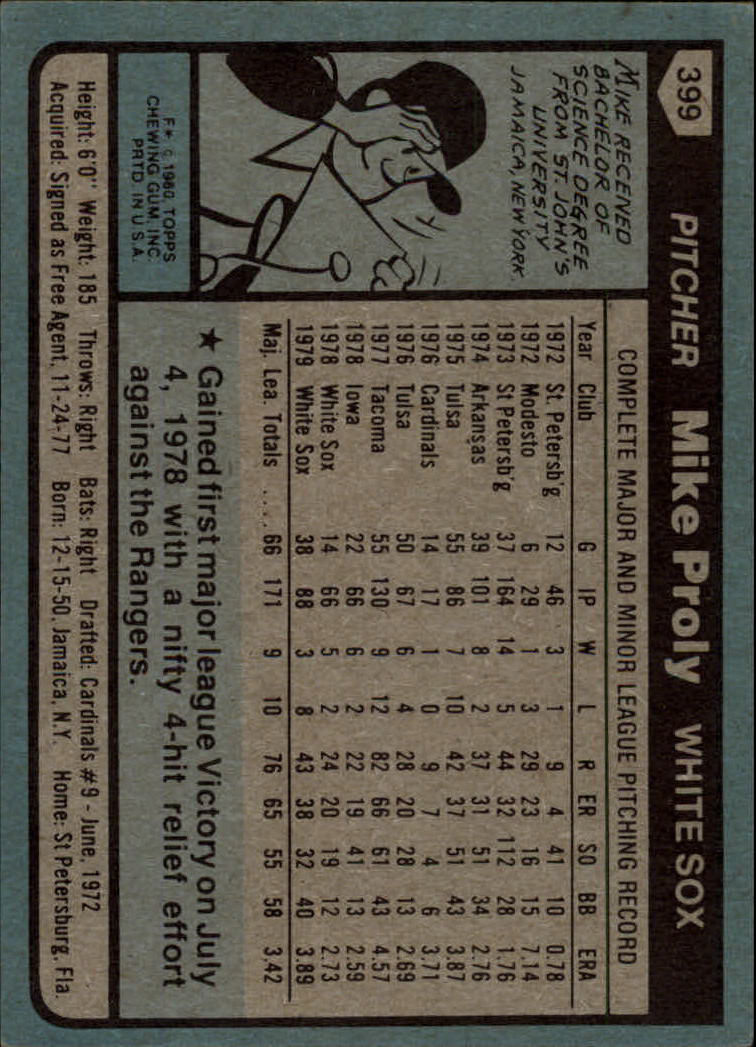 399
PITCHER Mike Proly WHITE SOX
MIKE RECEIVED
BACHELOR OF
SCIENCE DEGREE
FROM ST. JOHN'S
UNIVERSITY
JAMAICA, NEW YORK.
F* © 1980 TOPPS
CHEWING GUM, INC.
PRTD. IN U.S.A.
COMPLETE MAJOR AND MINOR LEAGUE PITCHING RECORD
Year Club G IP W L R ER SO BB ERA
1972 St. Petersb'g 12 46 3 1 9 4 41 10 0.78
1972 Modesto 6 29 1 3 29 23 16 15 7.14
1973 St Petersb'g 37 164 14 5 44 32 112 28 1.76
1974 Arkansas 39 101 8 2 37 31 51 34 2.76
1975 Tulsa 55 86 7 10 42 37 51 43 3.87
1976 Cardinals 14 17 1 0 9 7 4 6 3.71
1976 Tulsa 50 67 6 4 28 20 28 13 2.69
1977 Tacoma 55 130 9 12 82 66 61 43 4.57
1978 Iowa 22 66 6 2 22 19 41 13 2.59
1978 White Sox 14 66 5 2 24 20 19 12 2.73
1979 White Sox 38 88 3 8 43 38 32 40 3.89
Maj. Lea. Totals .... 66 171 9 10 76 65 55 58 3.42
★ Gained first major league Victory on July
4, 1978 with a nifty 4-hit relief effort
against the Rangers.
Height: 6'0" Weight: 185 Throws: Right Bats: Right Drafted: Cardinals #9 - June, 1972
Acquired: Signed as Free Agent, 11-24-77 Born: 12-15-50, Jamaica, N.Y. Home: St Petersburg, Fla.